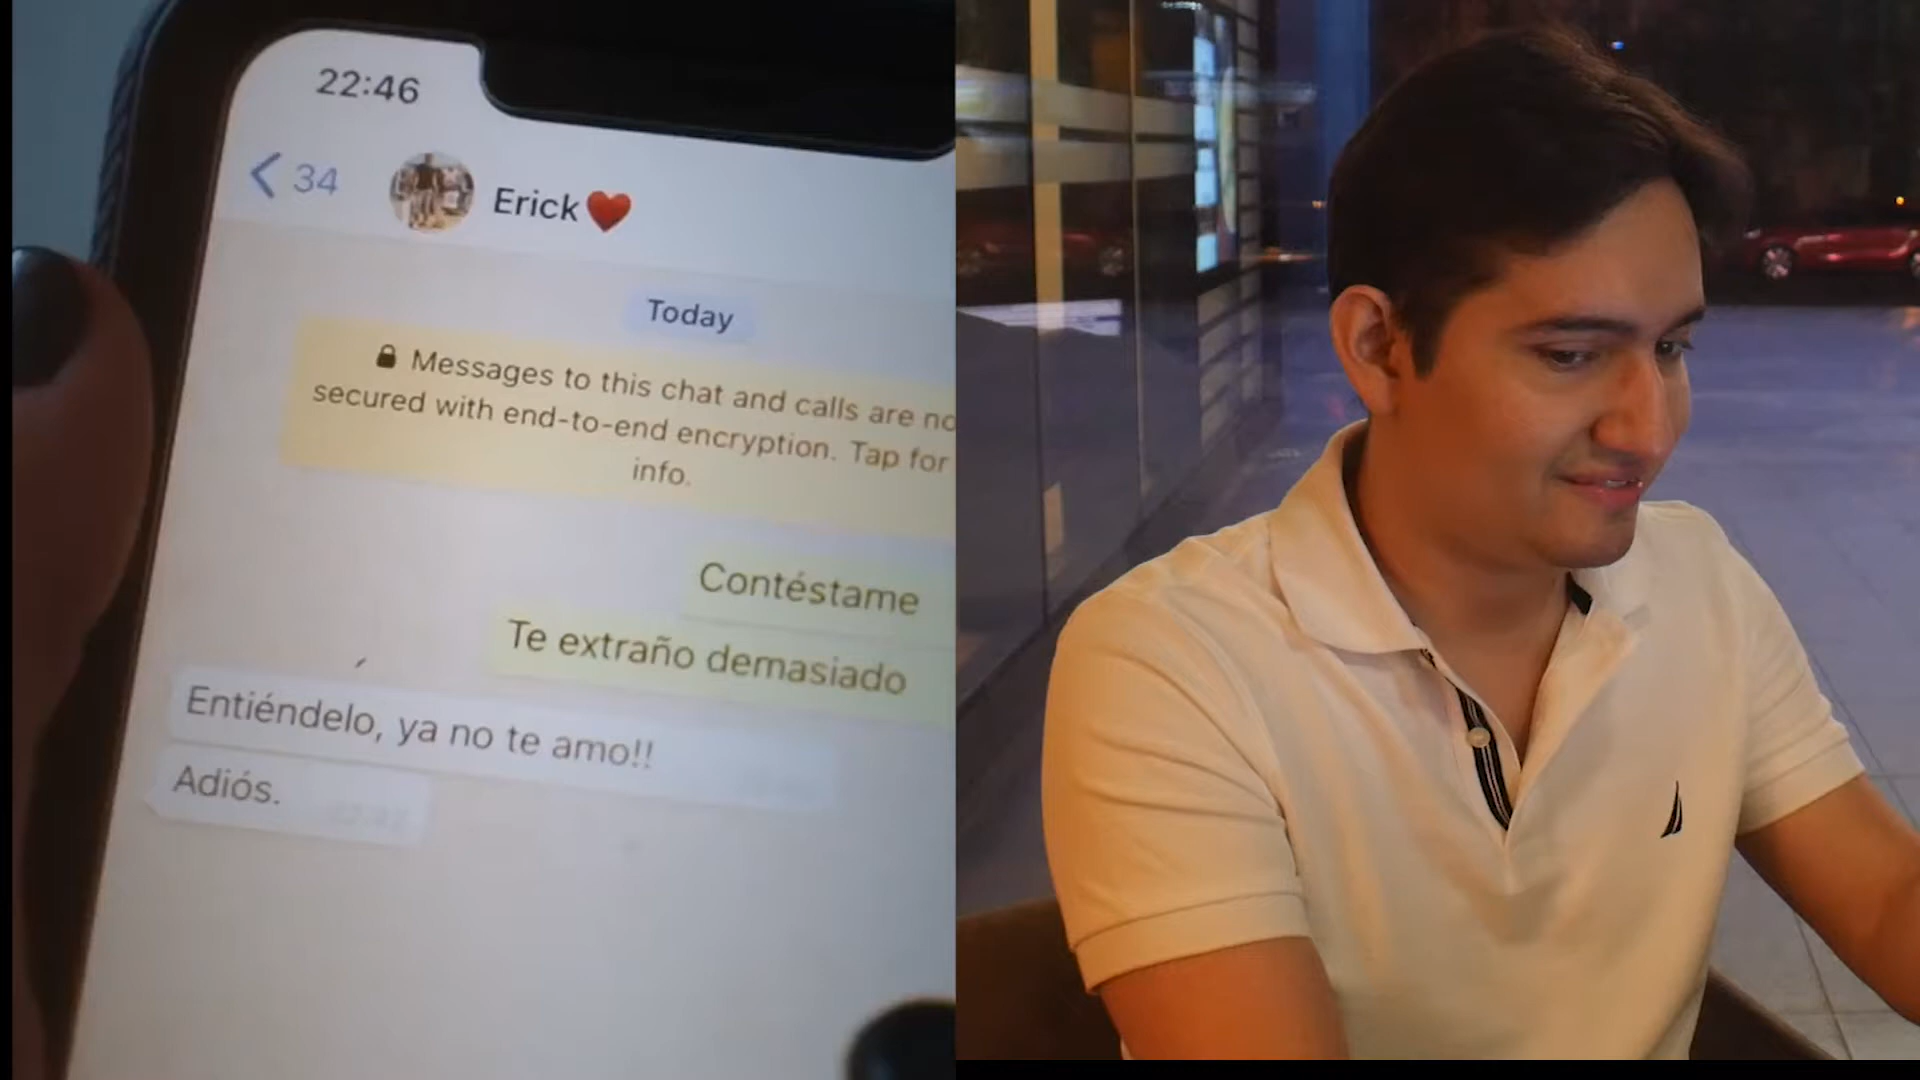 22:46
34
Erick
Today
Messages to this chat and calls are
secured with end-to-end encryption. Tap for
info.
Contéstame
Te extraño demasiado
Entiéndelo, ya no te amo!!
Adiós.